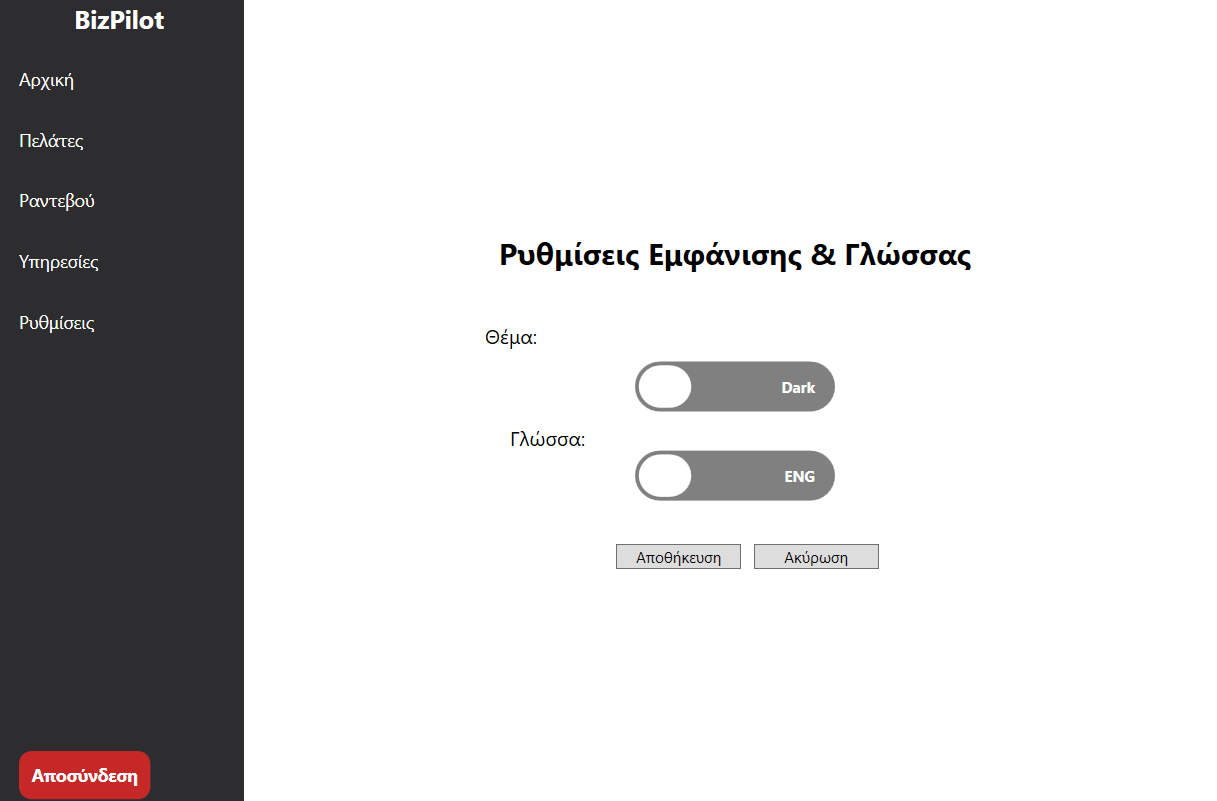 BizPilot
Αρχική
Πελάτες
Ραντεβού
Υπηρεσίες
Ρυθμίσεις
Αποσύνδεση
Ρυθμίσεις Εμφάνισης & Γλώσσας
Θέμα:
Dark
Γλώσσα:
ENG
Αποθήκευση Ακύρωση